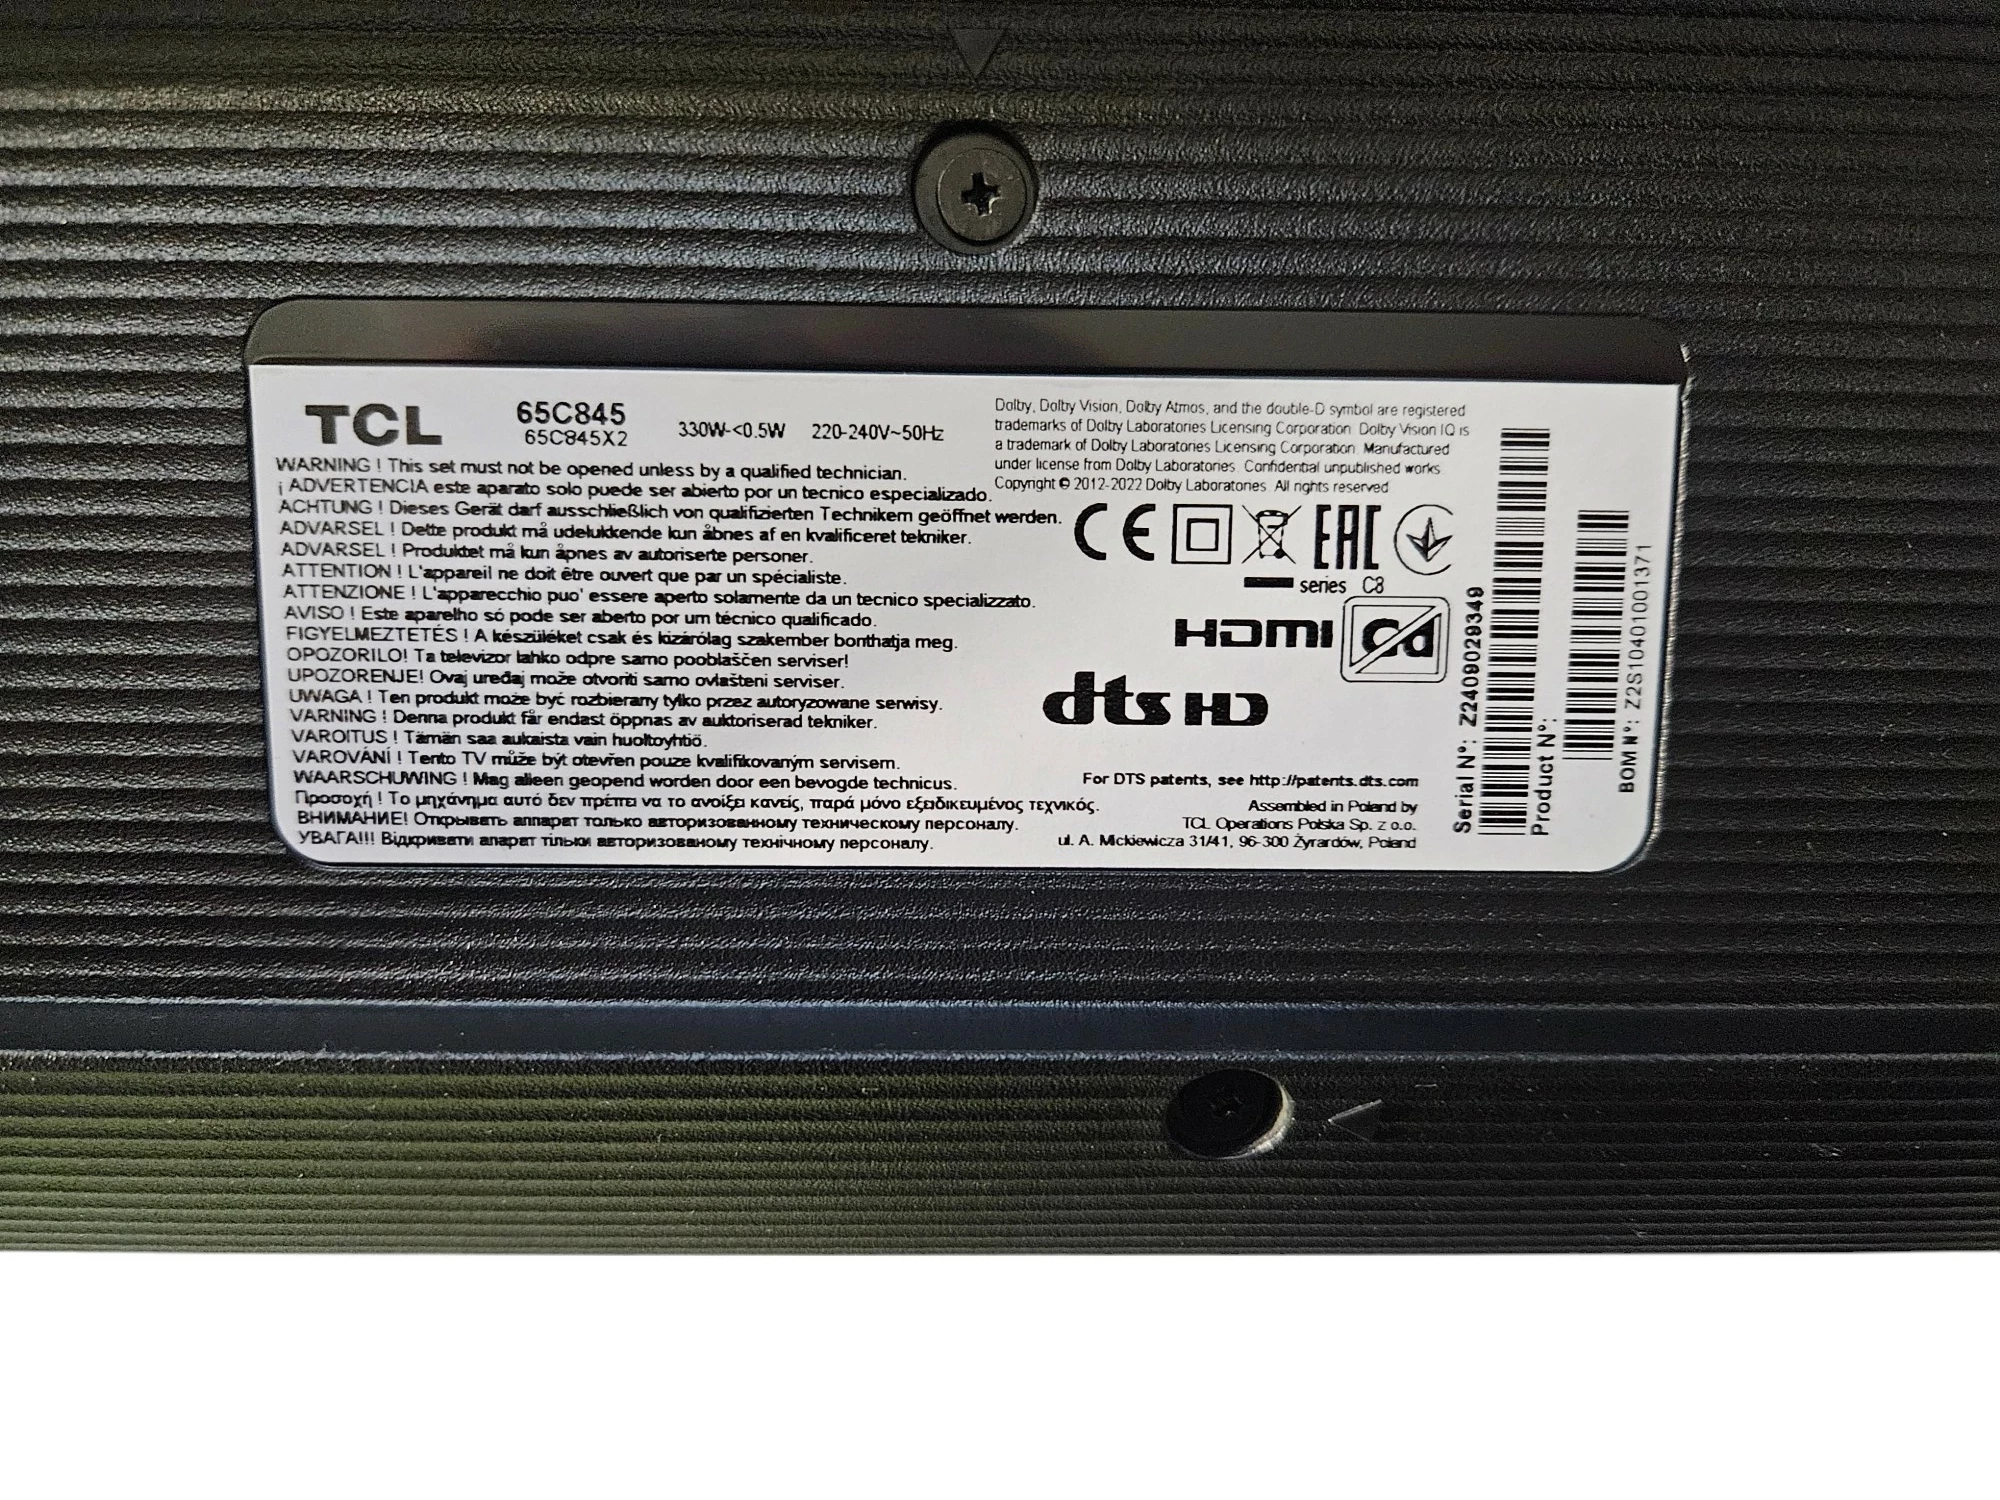 TCL
65C845
65C845X2
330W-<0.5W 220-240V~50Hz
WARNING ! This set must not be opened unless by a qualified technician.
¡ ADVERTENCIA este aparato solo puede ser abierto por un tecnico especializado.
ACHTUNG ! Dieses Gerät darf ausschließlich von qualifizierten Technikern geöffnet werden.
ADVARSEL ! Dette produkt må udelukkende kun åbnes af en kvalificeret tekniker.
ADVARSEL ! Produktet må kun åpnes av autoriserte personer.
ATTENTION ! L'appareil ne doit être ouvert que par un spécialiste.
ATTENZIONE ! L'apparecchio puo' essere aperto solamente da un tecnico specializzato.
AVISO ! Este aparelho só pode ser aberto por um técnico qualificado.
FIGYELMEZTETÉS ! A készüléket csak és kizárólag szakember bonthatja meg.
OPOZORILO! Ta televizor lahko odpre samo pooblaščen serviser!
UPOZORENJE! Ovaj uređaj može otvoriti samo ovlašteni serviser.
UWAGA ! Ten produkt może być rozbierany tylko przez autoryzowane serwisy.
VARNING ! Denna produkt får endast öppnas av auktoriserad tekniker.
VAROITUS ! Tämän saa aukaista vain huoltoyhtiö.
VAROVÁNÍ ! Tento TV může být otevřen pouze kvalifikovaným servisem.
WAARSCHUWING ! Mag alleen geopend worden door een bevogde technicus.
Προσοχή ! Το μηχάνημα αυτό δεν πρέπει να το ανοίξει κανείς, παρά μόνο εξειδικευμένος τεχνικός.
ВНИМАНИЕ! Открывать аппарат только авторизованному техническому персоналу.
УВАГА!!! Відкривати апарат тільки авторизованому технічному персоналу.
Dolby, Dolby Vision, Dolby Atmos, and the double-D symbol are registered
trademarks of Dolby Laboratories Licensing Corporation. Dolby Vision IQ is
a trademark of Dolby Laboratories Licensing Corporation. Manufactured
under license from Dolby Laboratories. Confidential unpublished works.
Copyright © 2012-2022 Dolby Laboratories. All rights reserved
CE EAC
series C8
HDMI Pb
dts HD
For DTS patents, see http://patents.dts.com
Assembled in Poland by
TCL Operations Polska Sp. z o.o.
ul. A. Mickiewicza 31/41, 96-300 Żyrardów, Poland
Serial N°: Z2409029349
Product N°:
BOM N°: Z2S10401001371